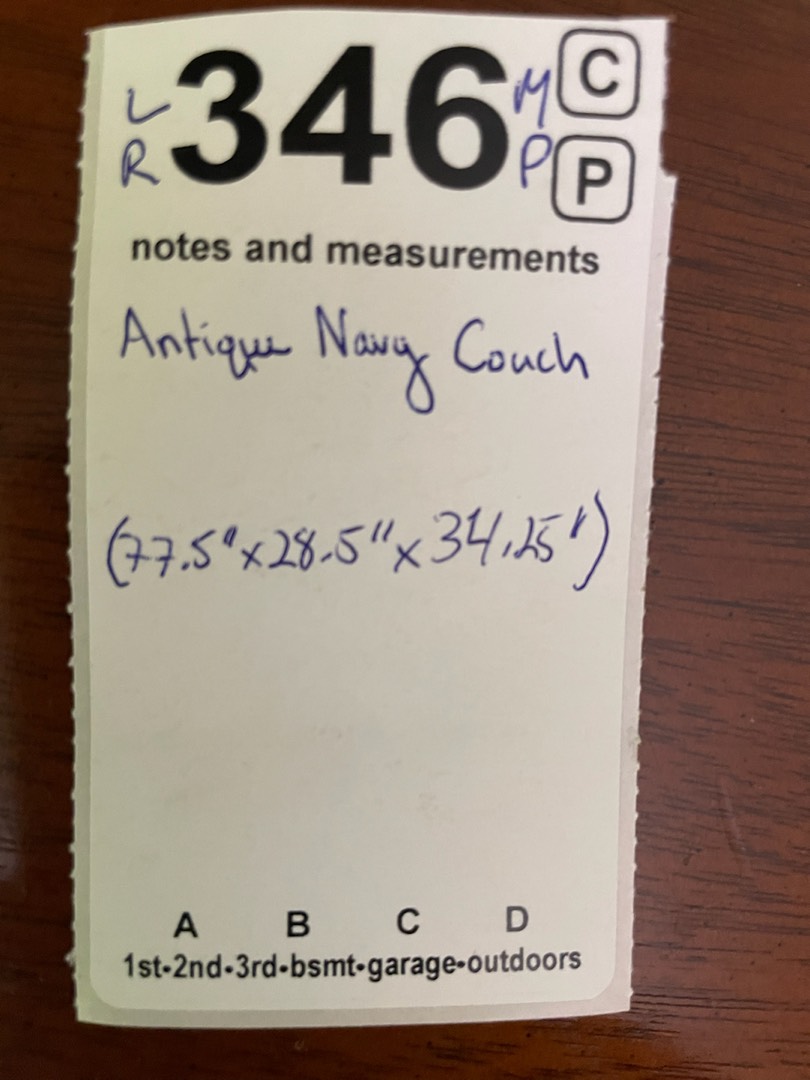 L 346 M C
R P P
notes and measurements
Antique Navy Couch
(77.5"x28.5"x34.25")
A B C D
1st-2nd-3rd-bsmt-garage-outdoors